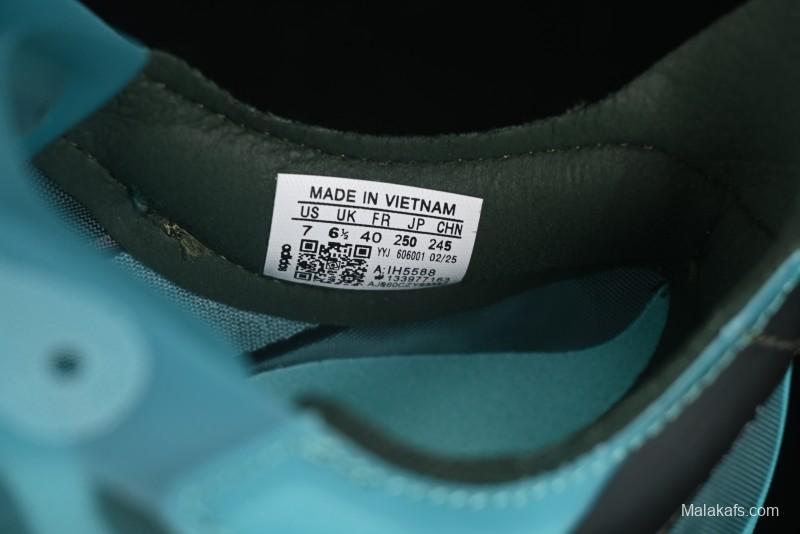 MADE IN VIETNAM
US UK FR JP CHN
7 6½ 40 250 245
YYJ 606001 02/25
A:IH5588
#133977163
Malakafs.com